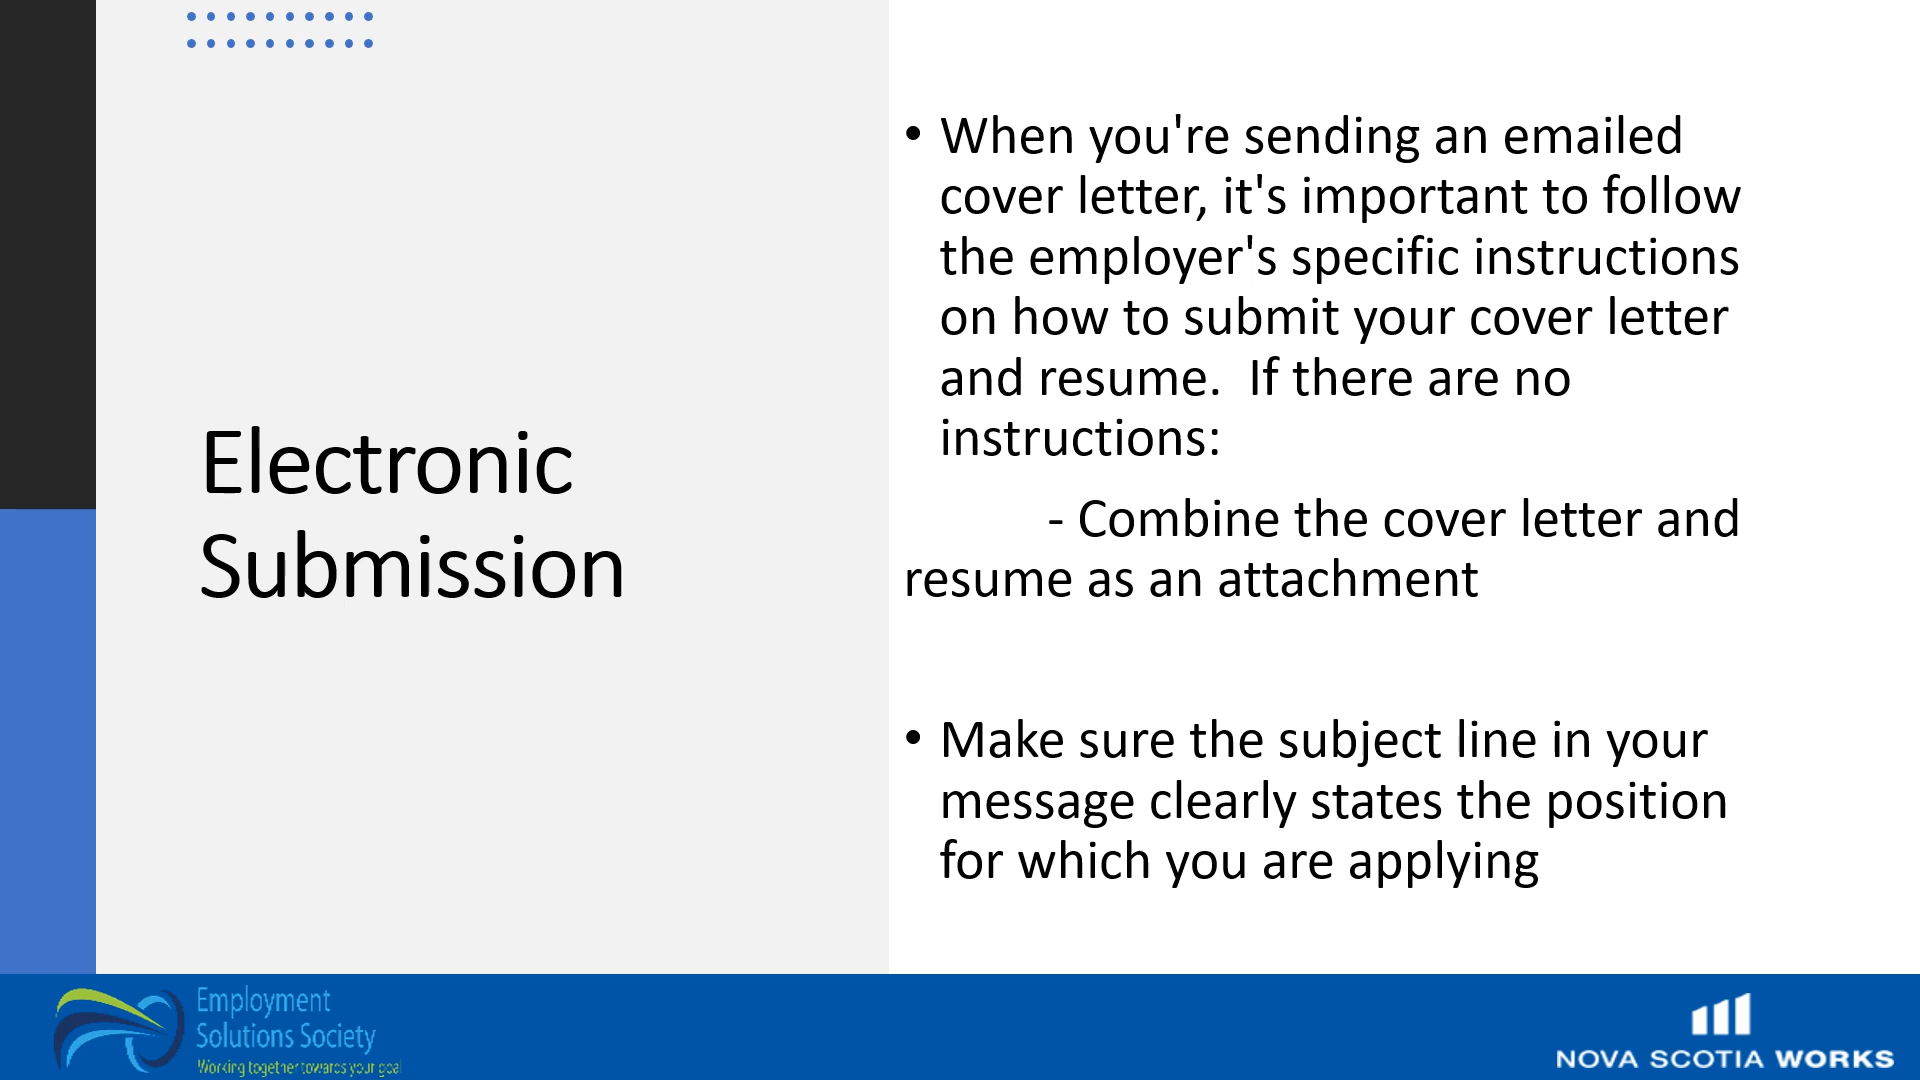 Electronic
Submission
• When you're sending an emailed
cover letter, it's important to follow
the employer's specific instructions
on how to submit your cover letter
and resume.  If there are no
instructions:
- Combine the cover letter and
resume as an attachment
• Make sure the subject line in your
message clearly states the position
for which you are applying
Employment
Solutions Society
Working together towards your goal
NOVA SCOTIA WORKS